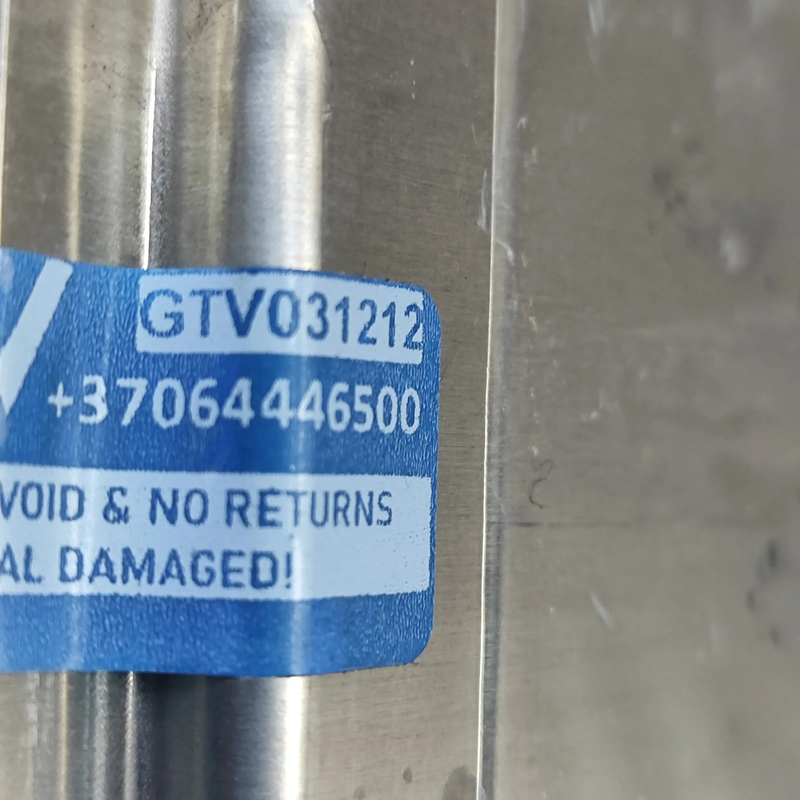 GTV031212
+37064446500
VOID & NO RETURNS
AL DAMAGED!